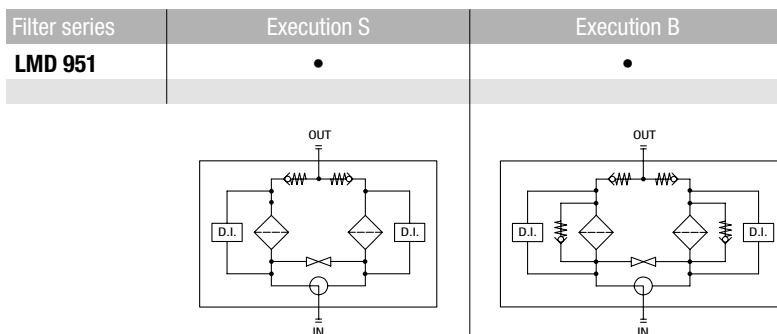 Filter series Execution S Execution B
LMD 951 • •
OUT OUT
D.I. D.I. D.I. D.I.
IN IN